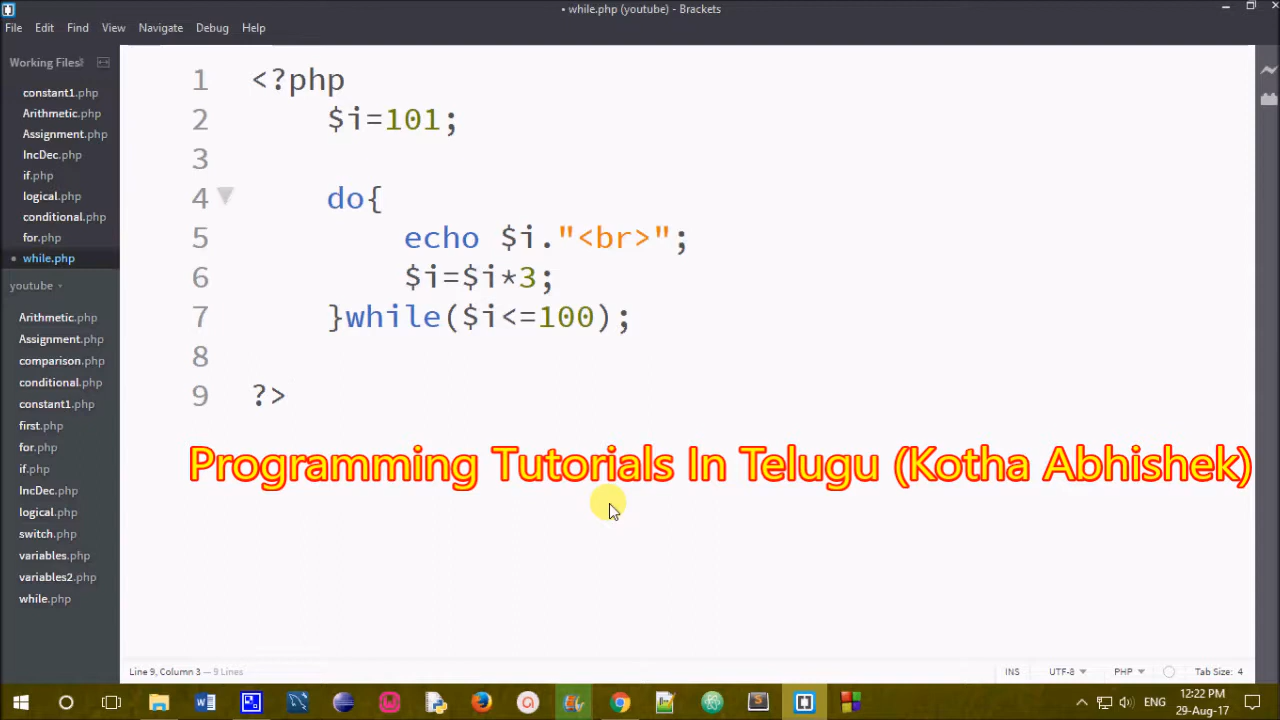 • while.php (youtube) - Brackets
File Edit Find View Navigate Debug Help
Working Files
constant1.php
Arithmetic.php
Assignment.php
IncDec.php
if.php
logical.php
conditional.php
for.php
• while.php
youtube
Arithmetic.php
Assignment.php
comparison.php
conditional.php
constant1.php
first.php
for.php
if.php
IncDec.php
logical.php
switch.php
variables.php
variables2.php
while.php
1 <?php
2 $i=101;
3
4 do{
5 echo $i."<br>";
6 $i=$i*3;
7 }while($i<=100);
8
9 ?>
Programming Tutorials In Telugu (Kotha Abhishek)
Line 9, Column 3 — 9 Lines
INS UTF-8 PHP Tab Size: 4
ENG
12:22 PM
29-Aug-17